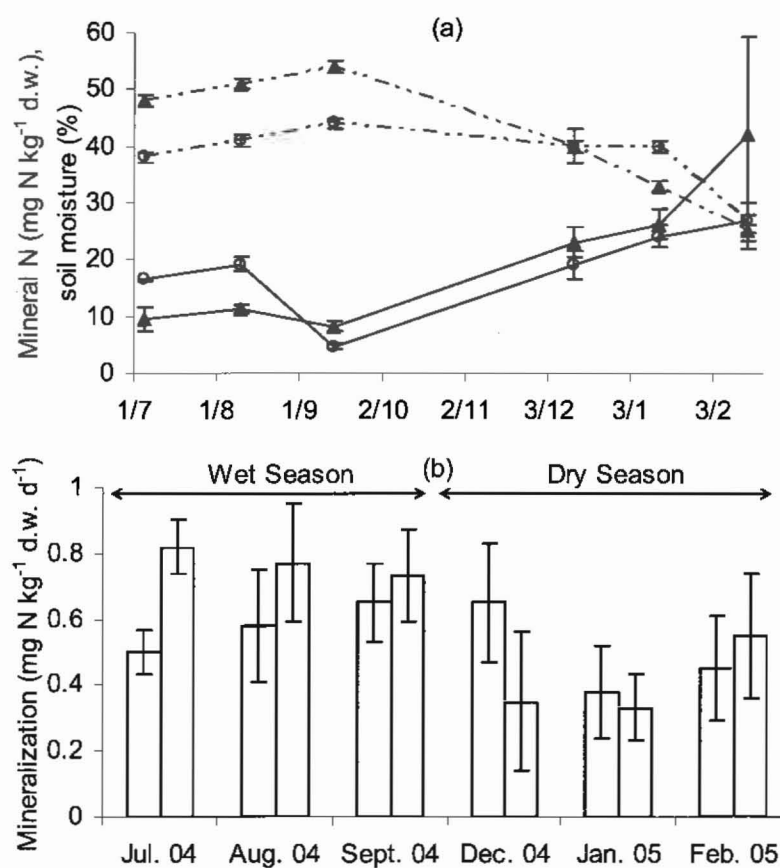 (a)
Mineral N (mg N kg⁻¹ d.w.),
soil moisture (%)
60
50
40
30
20
10
0
1/7 1/8 1/9 2/10 2/11 3/12 3/1 3/2
(b)
Wet Season Dry Season
Mineralization (mg N kg⁻¹ d.w. d⁻¹)
1
0.8
0.6
0.4
0.2
0
Jul. 04 Aug. 04 Sept. 04 Dec. 04 Jan. 05 Feb. 05